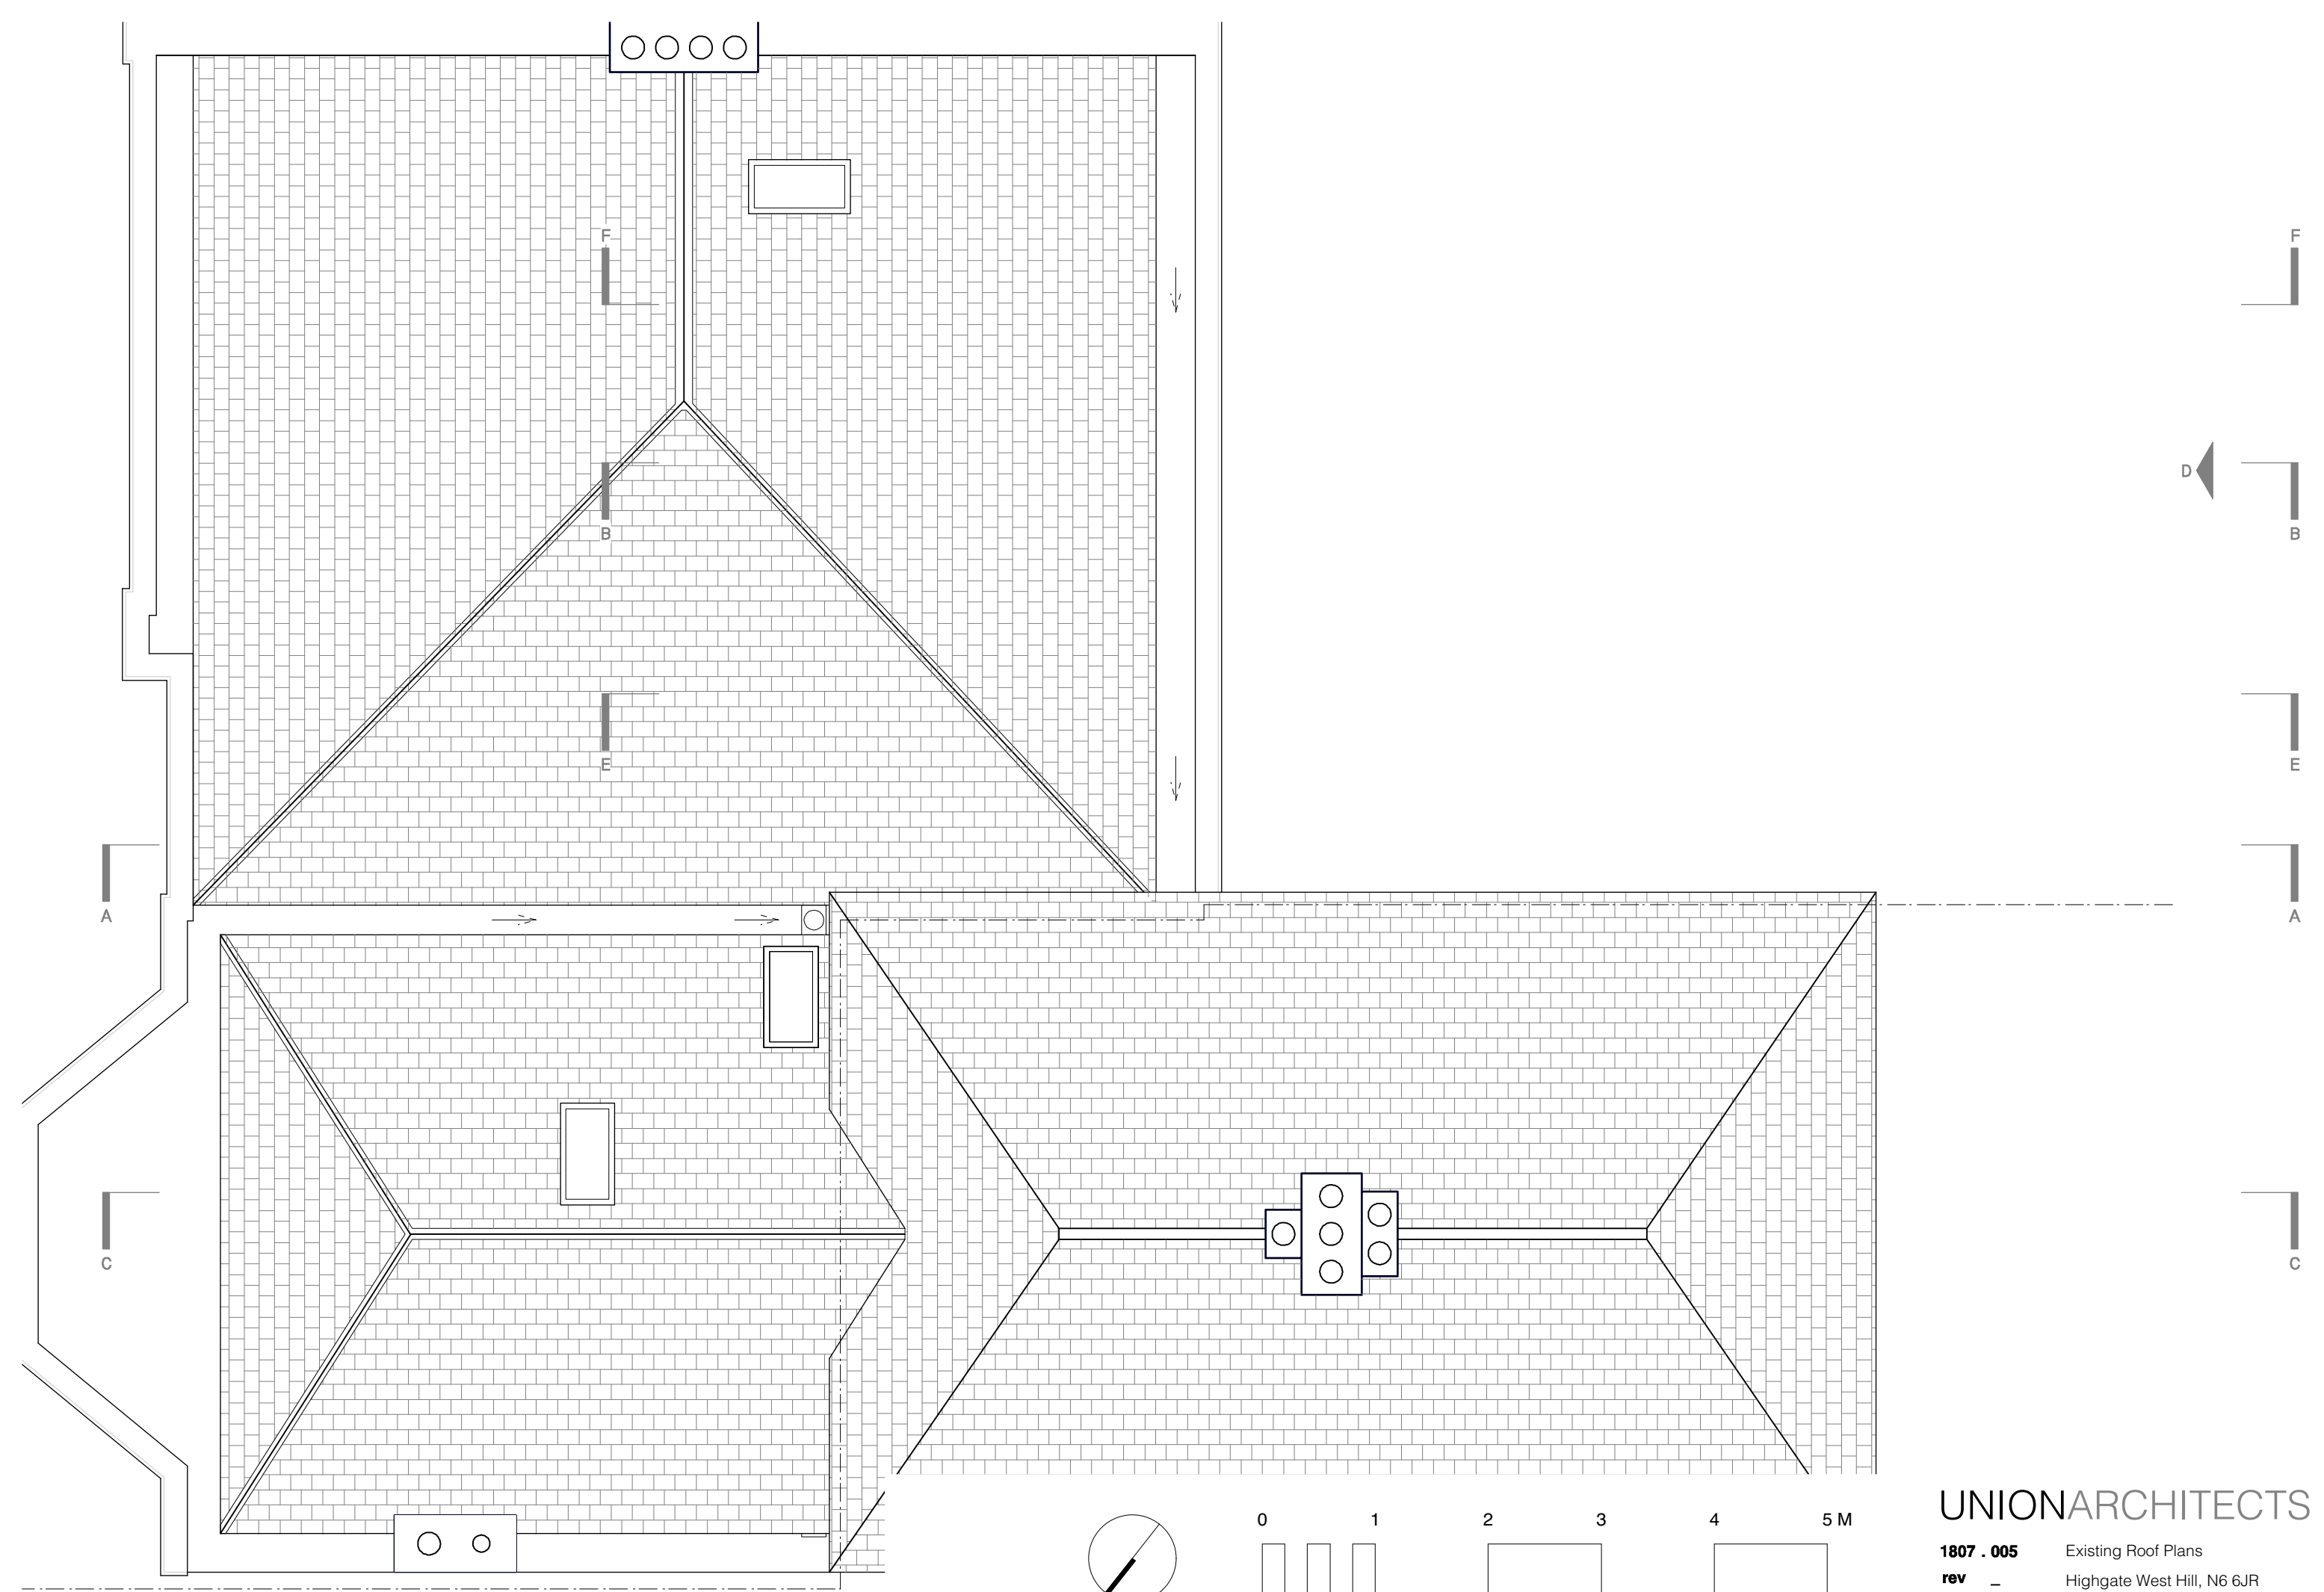 F F
D B
B
E E
A A
C C
0 1 2 3 4 5 M
UNIONARCHITECTS
1807 . 005 Existing Roof Plans
rev _ Highgate West Hill, N6 6JR